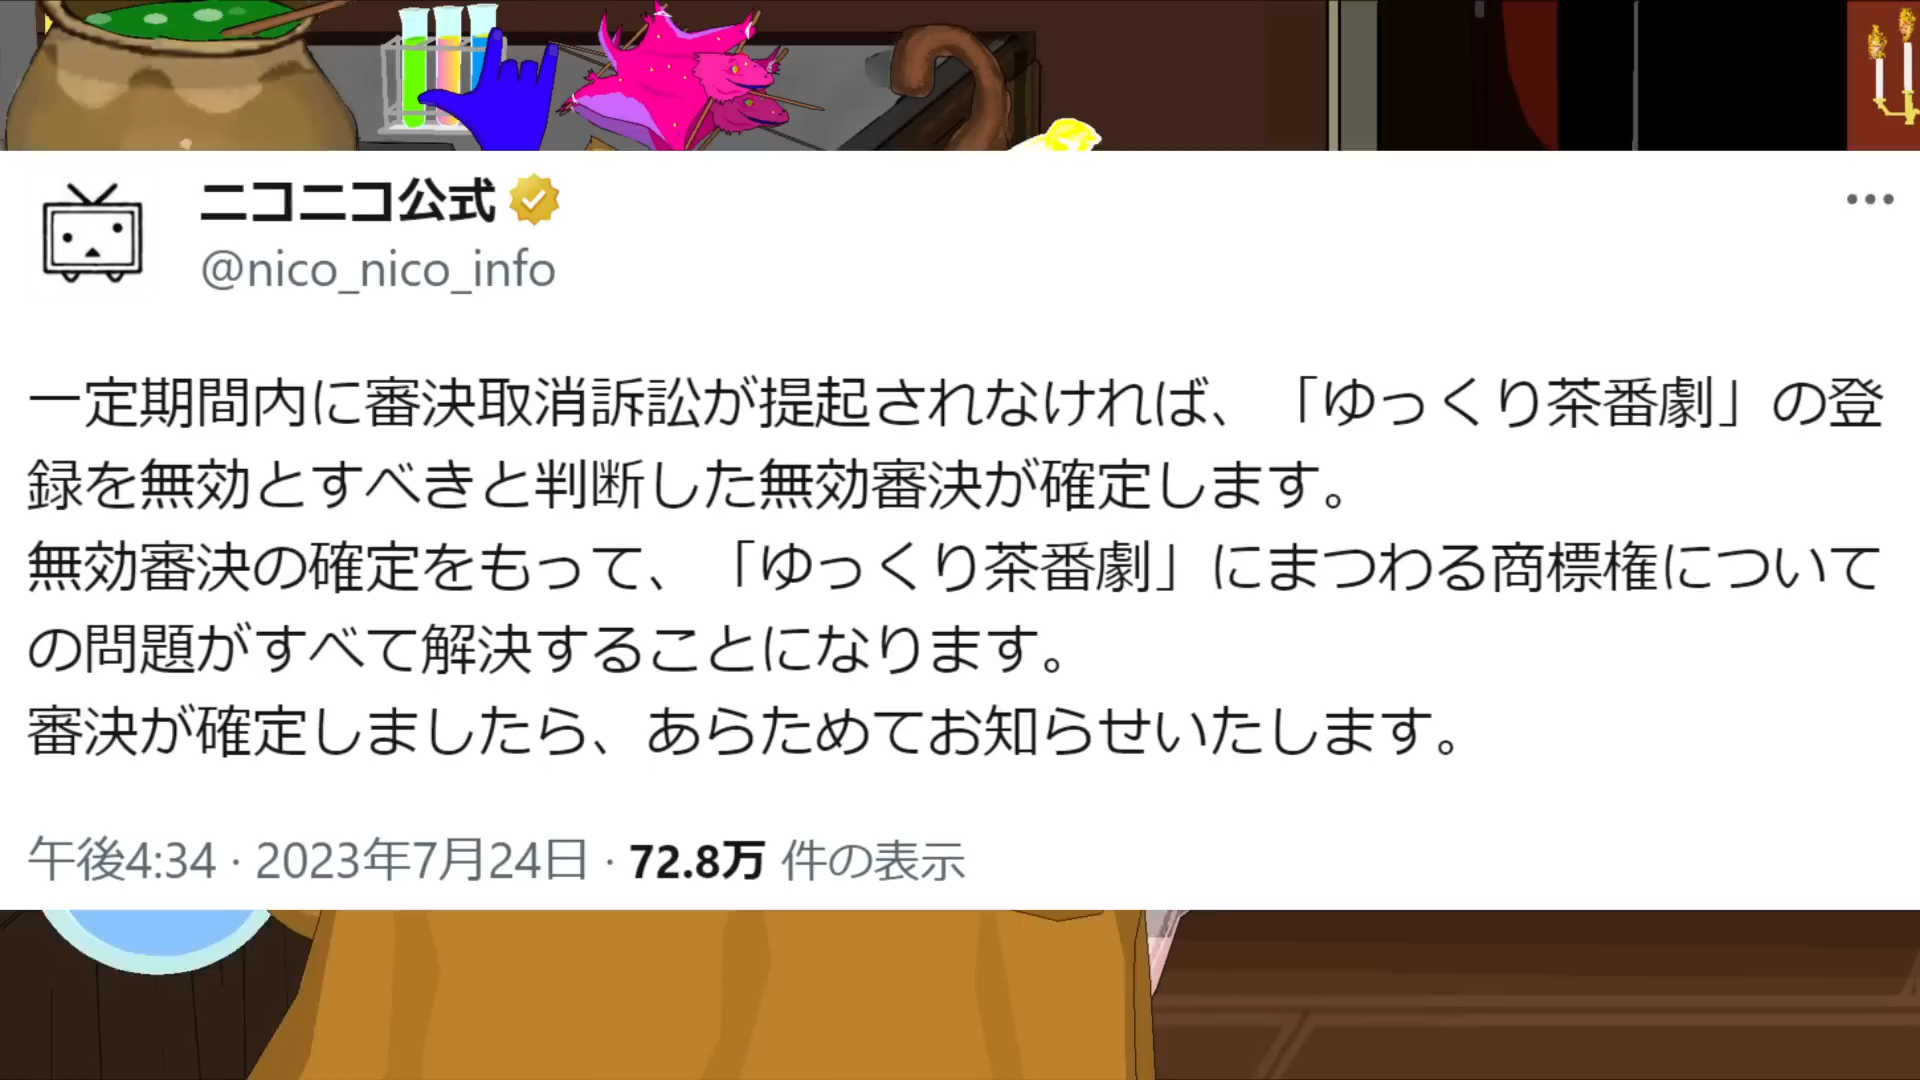 ニコニコ公式
@nico_nico_info
一定期間内に審決取消訴訟が提起されなければ、「ゆっくり茶番劇」の登
録を無効とすべきと判断した無効審決が確定します。
無効審決の確定をもって、「ゆっくり茶番劇」にまつわる商標権について
の問題がすべて解決することになります。
審決が確定しましたら、あらためてお知らせいたします。
午後4:34 · 2023年7月24日 · 72.8万 件の表示